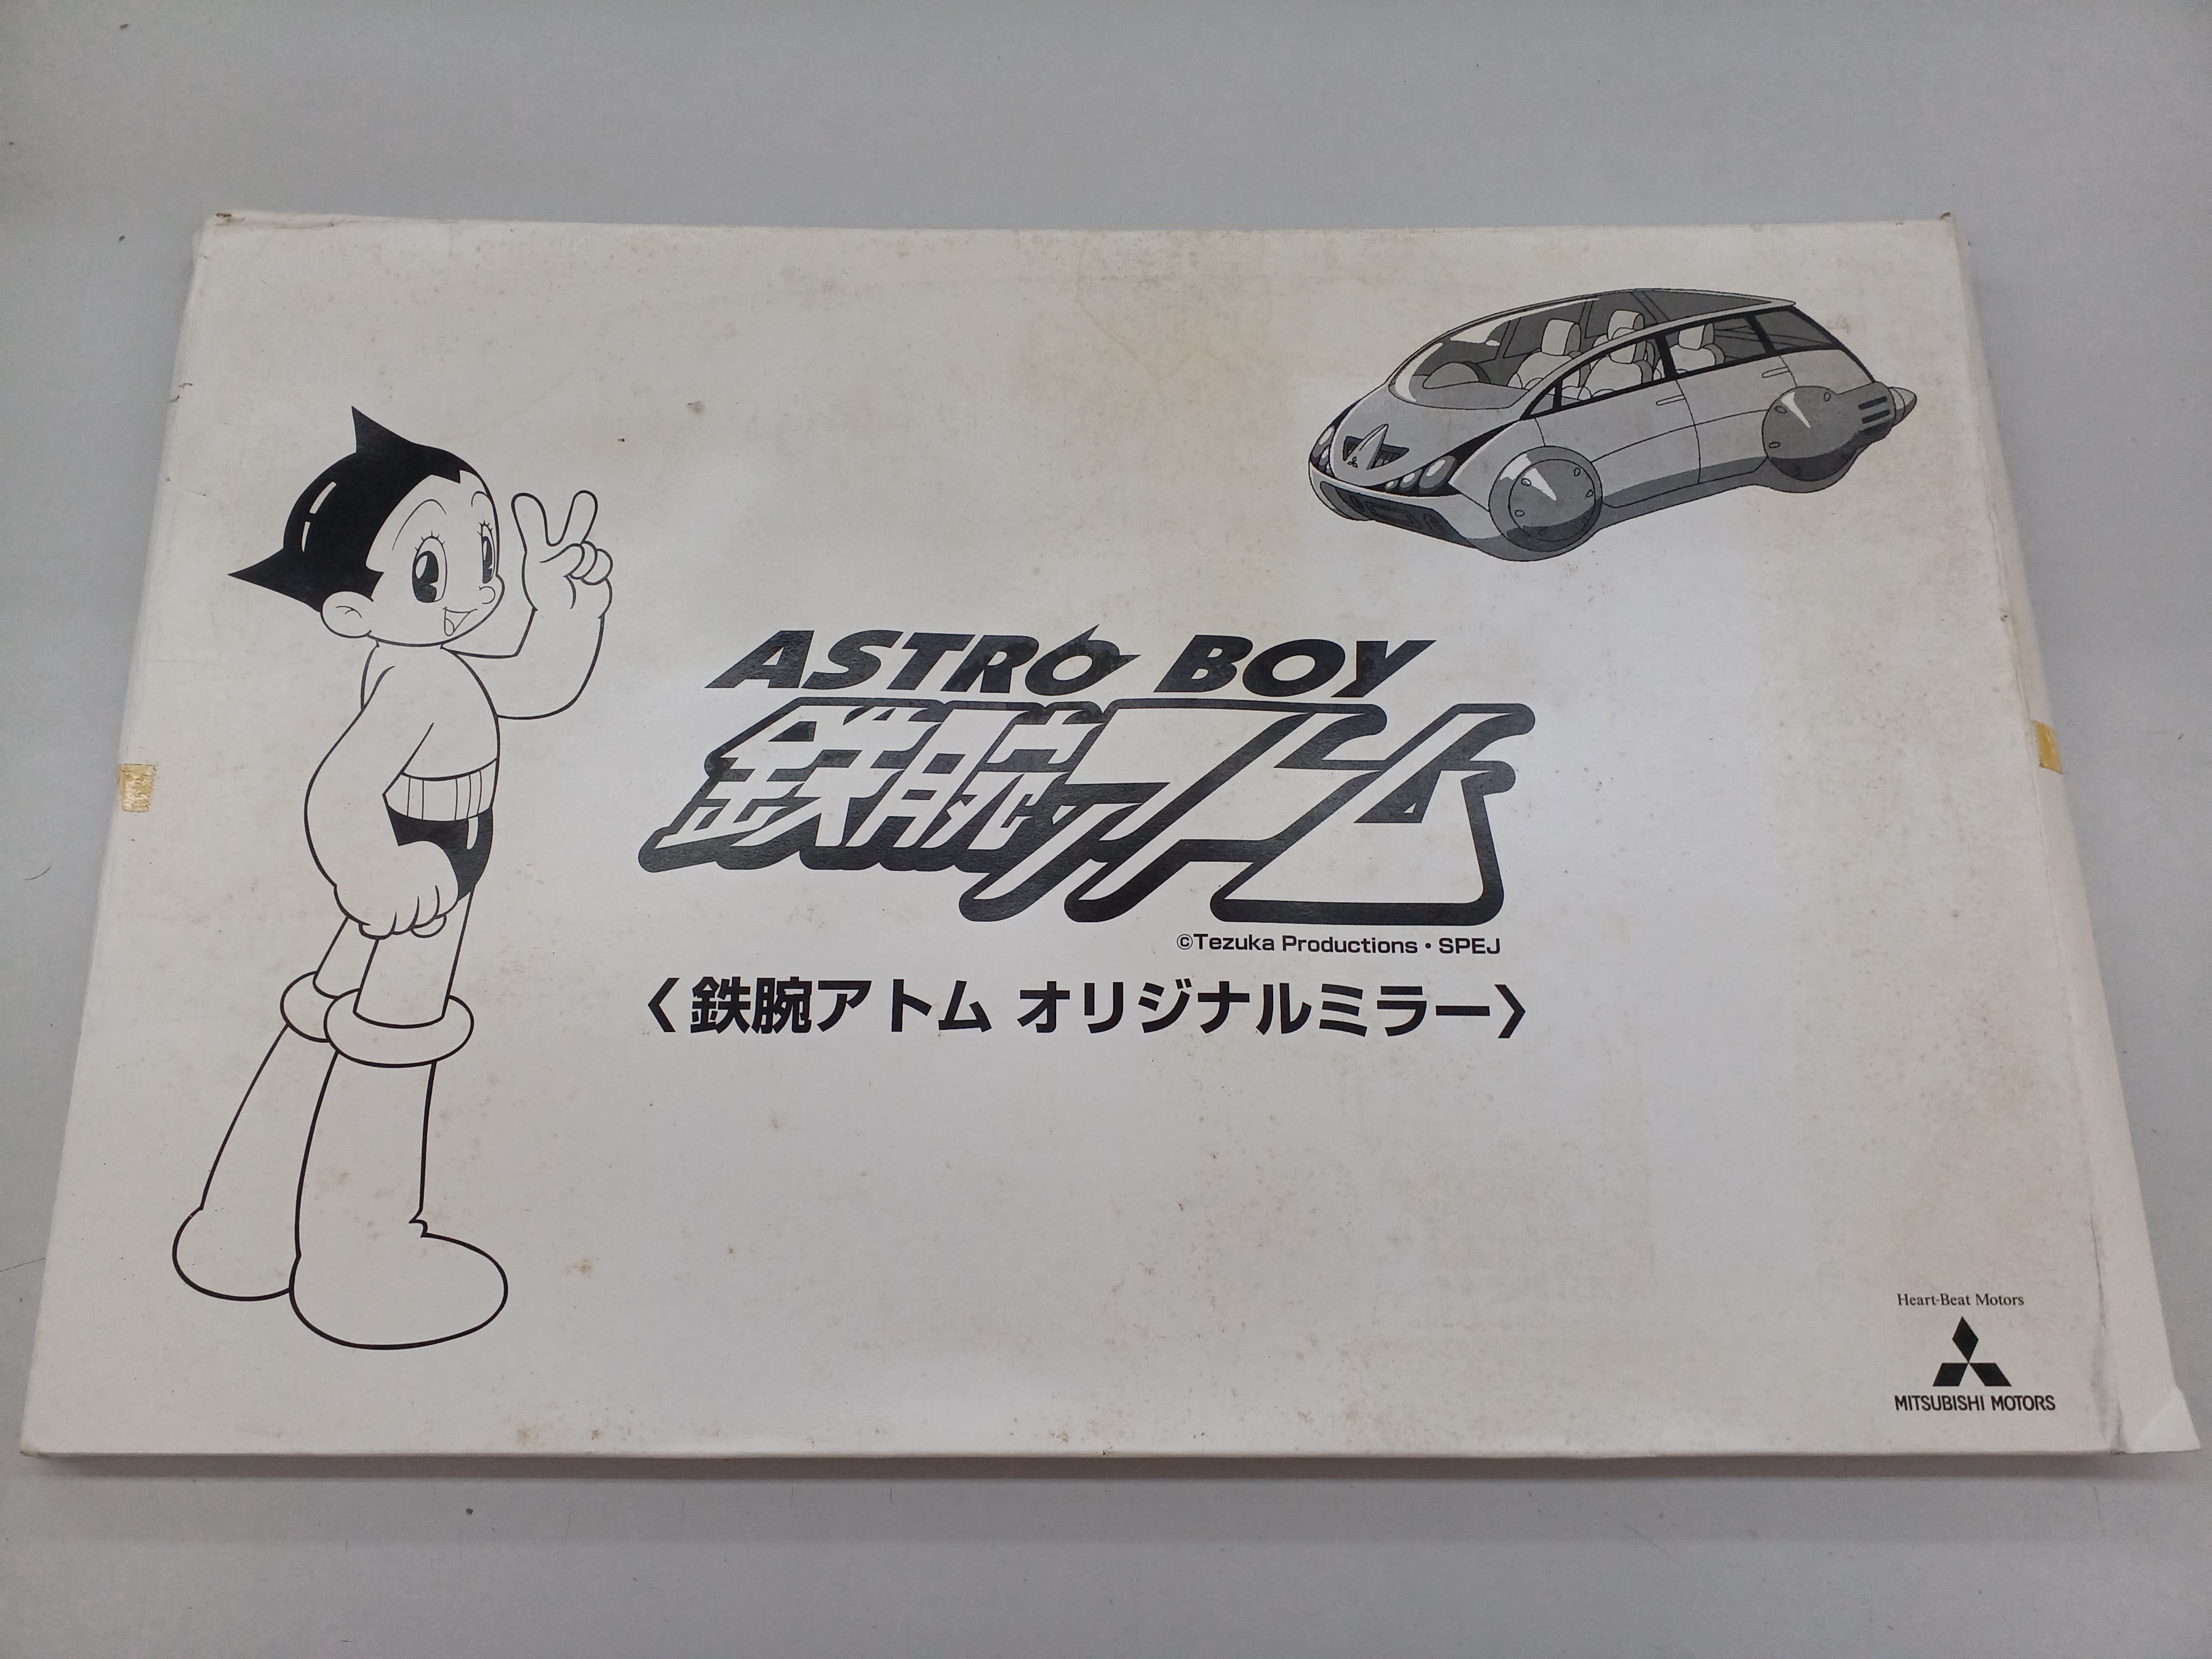 ASTRO BOY
鉄腕アトム
©Tezuka Productions・SPEJ
〈鉄腕アトム オリジナルミラー〉
Heart-Beat Motors
MITSUBISHI MOTORS